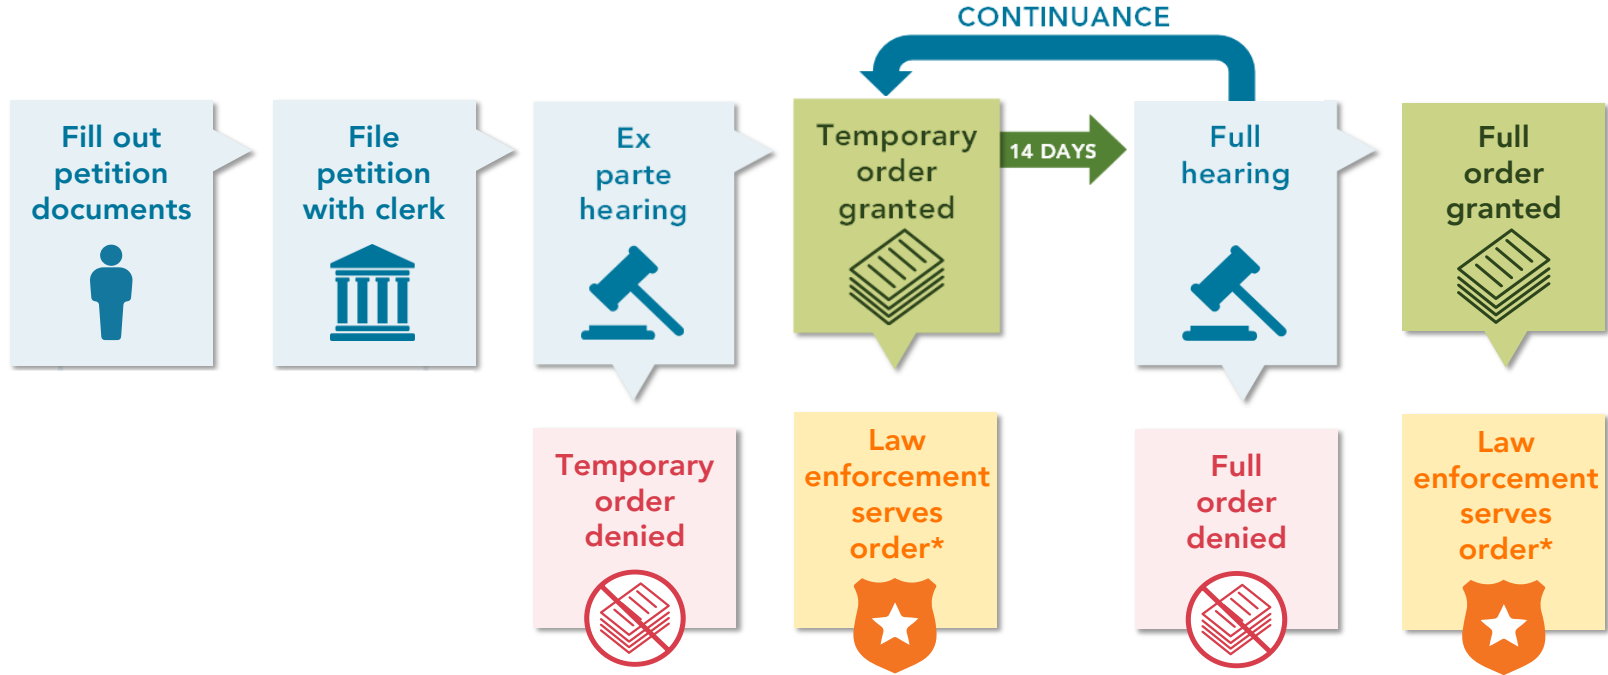 CONTINUANCE
Fill out
petition
documents
File
petition
with clerk
Ex
parte
hearing
Temporary
order
granted
14 DAYS
Full
hearing
Full
order
granted
Temporary
order
denied
Law
enforcement
serves
order*
Full
order
denied
Law
enforcement
serves
order*